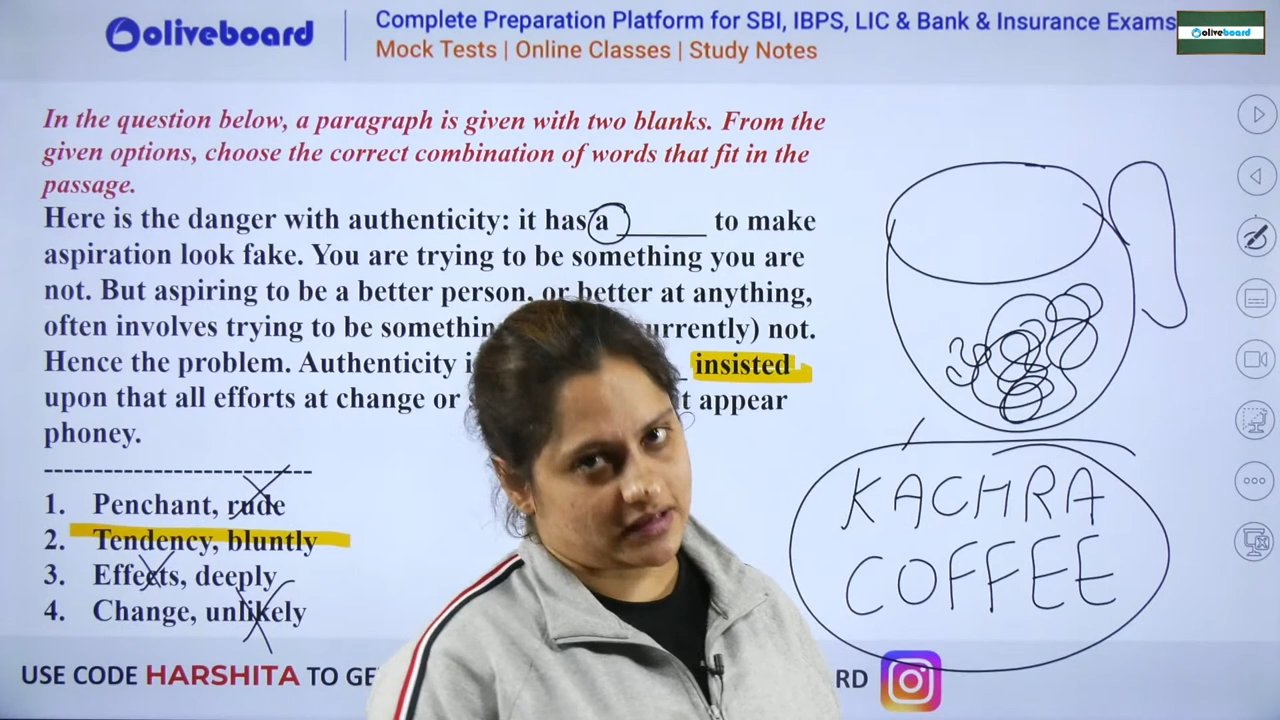 oliveboard
Complete Preparation Platform for SBI, IBPS, LIC & Bank & Insurance Exams
Mock Tests | Online Classes | Study Notes
oliveboard
In the question below, a paragraph is given with two blanks. From the
given options, choose the correct combination of words that fit in the
passage.
Here is the danger with authenticity: it has a ________ to make
aspiration look fake. You are trying to be something you are
not. But aspiring to be a better person, or better at anything,
often involves trying to be not.
Hence the problem. Authenticity insisted
upon that all efforts at change or appear
phoney.
------------------------------
1. Penchant, rude
2. Tendency, bluntly
3. Effects, deeply
4. Change, unlikely
KACHRA
COFFEE
USE CODE HARSHITA TO